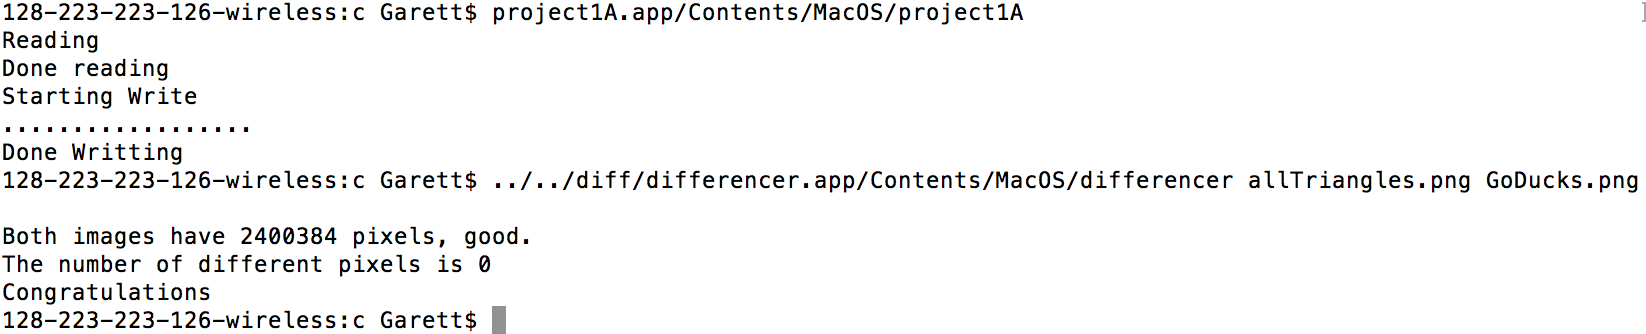 128-223-223-126-wireless:c Garett$ project1A.app/Contents/MacOS/project1A
Reading
Done reading
Starting Write
..................
Done Writting
128-223-223-126-wireless:c Garett$ ../../diff/differencer.app/Contents/MacOS/differencer allTriangles.png GoDucks.png
Both images have 2400384 pixels, good.
The number of different pixels is 0
Congratulations
128-223-223-126-wireless:c Garett$